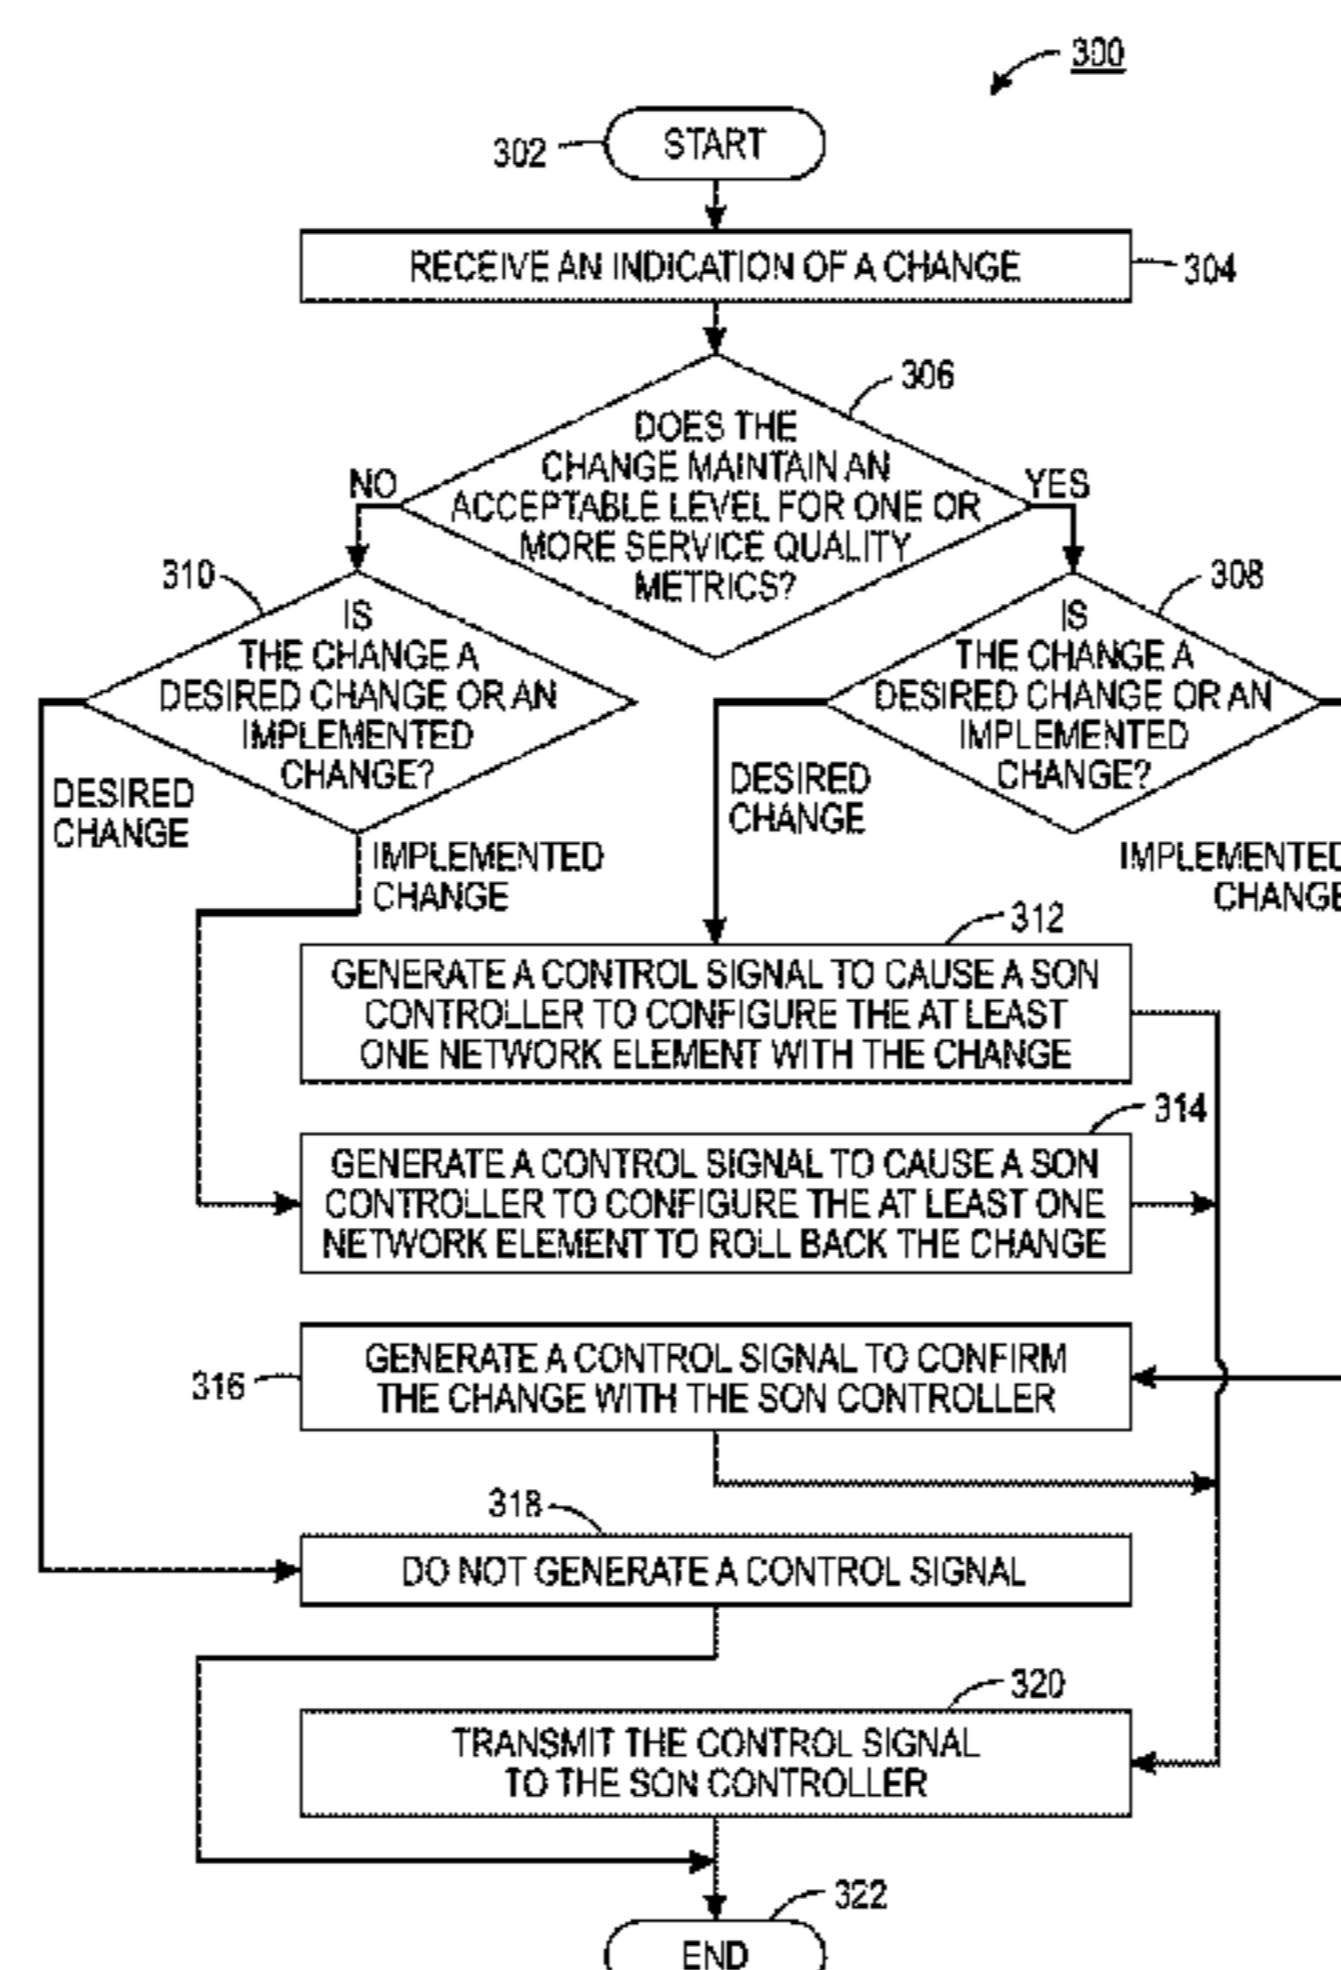 300
302
START
RECEIVE AN INDICATION OF A CHANGE
304
306
DOES THE
CHANGE MAINTAIN AN
ACCEPTABLE LEVEL FOR ONE OR
MORE SERVICE QUALITY
METRICS?
NO
YES
310
IS
THE CHANGE A
DESIRED CHANGE OR AN
IMPLEMENTED
CHANGE?
308
IS
THE CHANGE A
DESIRED CHANGE OR AN
IMPLEMENTED
CHANGE?
DESIRED
CHANGE
IMPLEMENTED
CHANGE
DESIRED
CHANGE
IMPLEMENTED
CHANGE
312
GENERATE A CONTROL SIGNAL TO CAUSE A SON
CONTROLLER TO CONFIGURE THE AT LEAST
ONE NETWORK ELEMENT WITH THE CHANGE
314
GENERATE A CONTROL SIGNAL TO CAUSE A SON
CONTROLLER TO CONFIGURE THE AT LEAST ONE
NETWORK ELEMENT TO ROLL BACK THE CHANGE
316
GENERATE A CONTROL SIGNAL TO CONFIRM
THE CHANGE WITH THE SON CONTROLLER
318
DO NOT GENERATE A CONTROL SIGNAL
320
TRANSMIT THE CONTROL SIGNAL
TO THE SON CONTROLLER
322
END